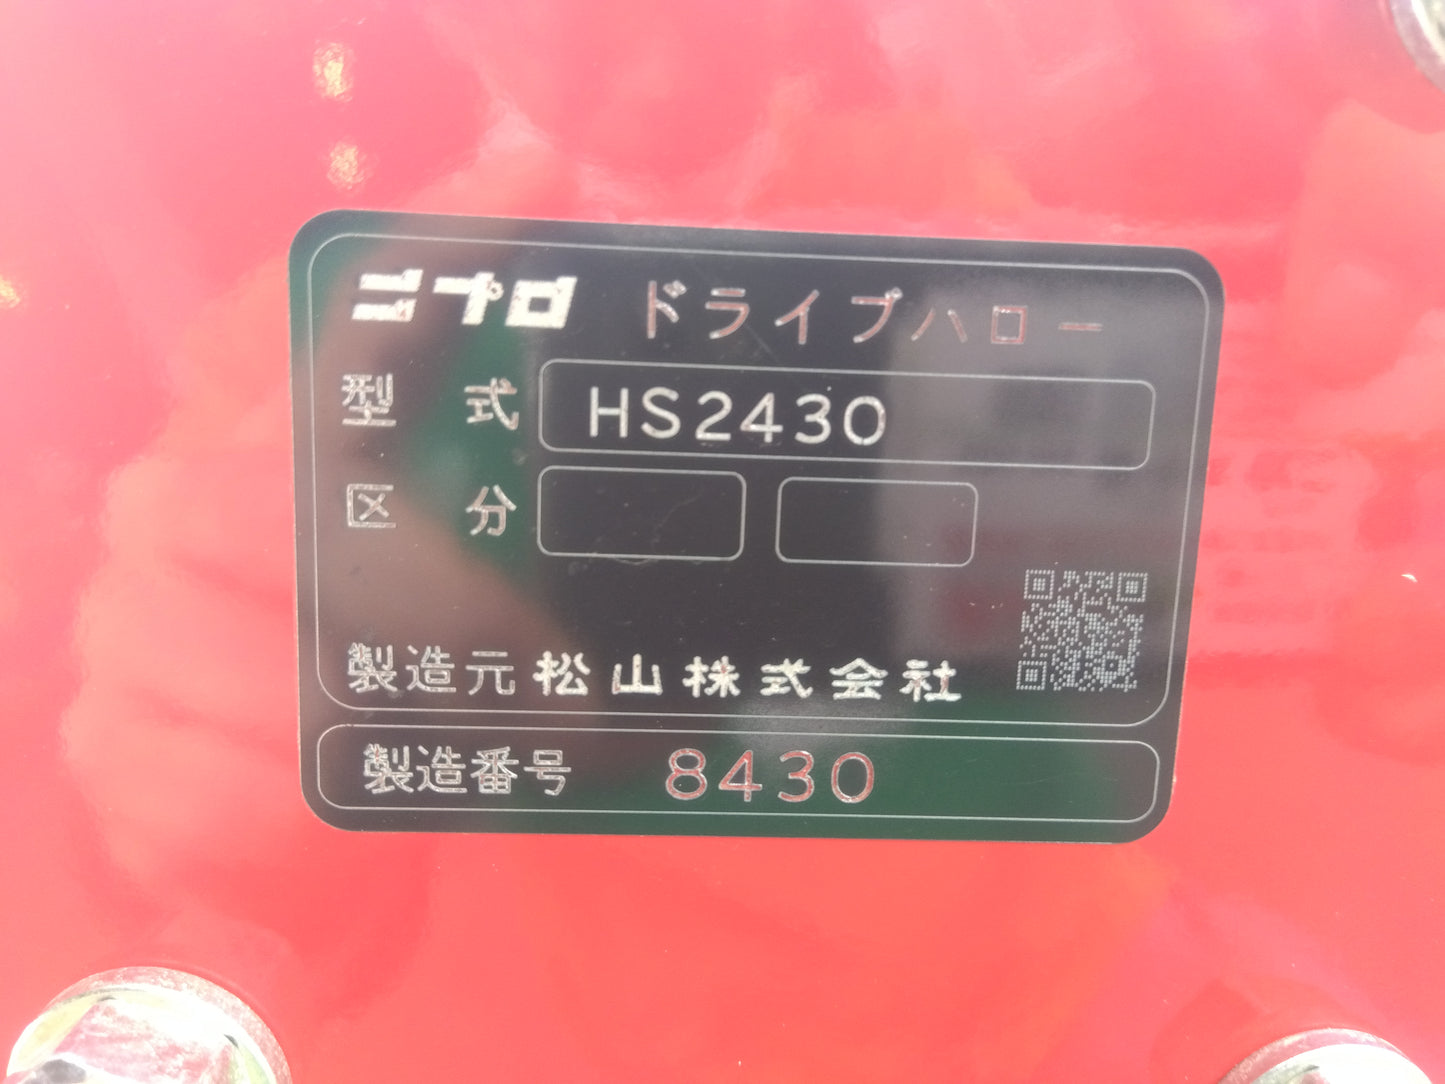 ニプロ ドライブハロー
型式 HS2430
区分
製造元 松山株式会社
製造番号 8430